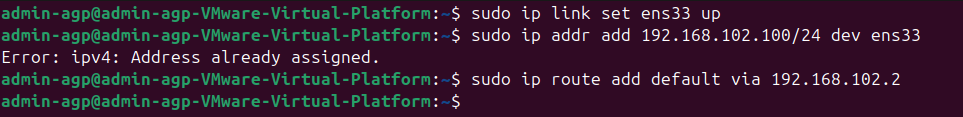 admin-agp@admin-agp-VMware-Virtual-Platform:~$ sudo ip link set ens33 up
admin-agp@admin-agp-VMware-Virtual-Platform:~$ sudo ip addr add 192.168.102.100/24 dev ens33
Error: ipv4: Address already assigned.
admin-agp@admin-agp-VMware-Virtual-Platform:~$ sudo ip route add default via 192.168.102.2
admin-agp@admin-agp-VMware-Virtual-Platform:~$